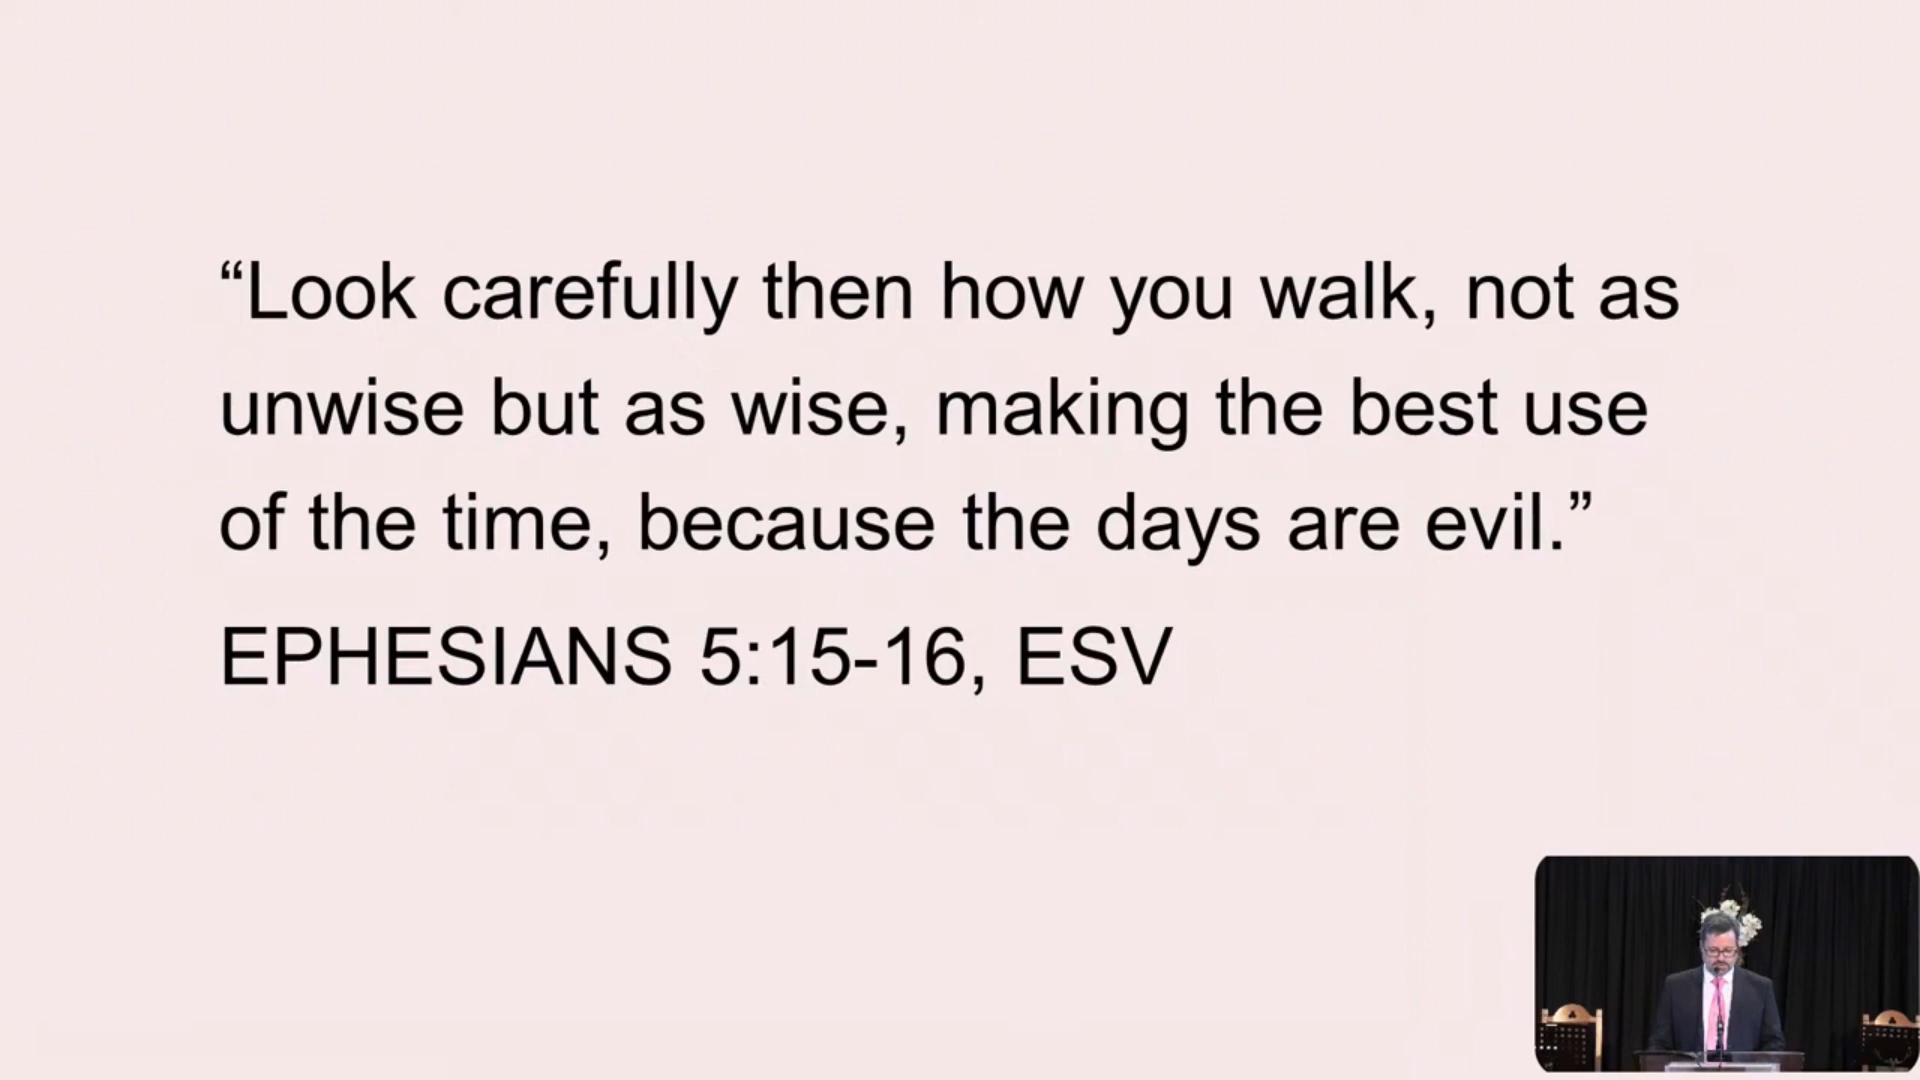 “Look carefully then how you walk, not as
unwise but as wise, making the best use
of the time, because the days are evil.”
EPHESIANS 5:15-16, ESV